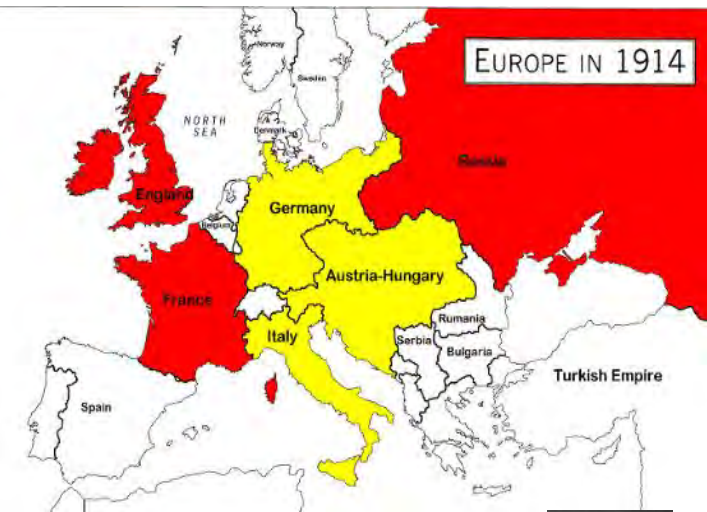 EUROPE IN 1914
Norway
Sweden
NORTH
SEA
Denmark
Russia
England
Germany
Belgium
Austria-Hungary
France
Italy
Rumania
Serbia
Bulgaria
Turkish Empire
Spain